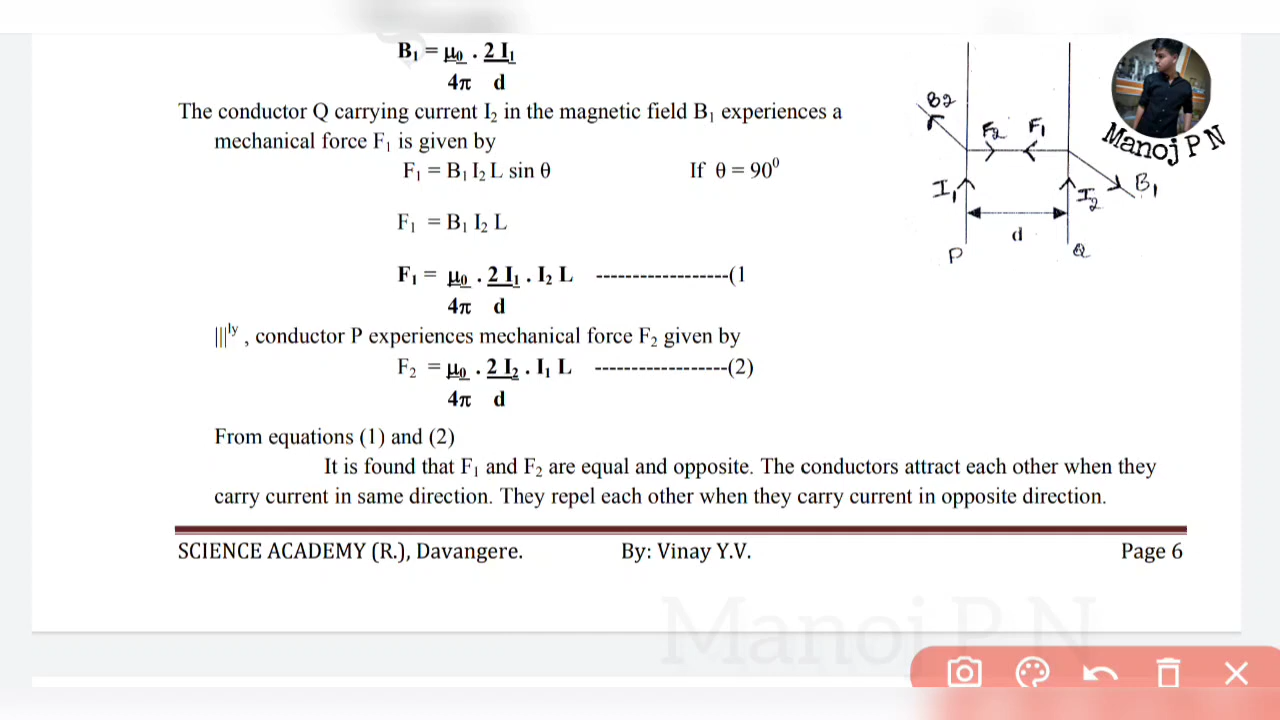 B₁ = μ₀ . 2 I₁
4π d
The conductor Q carrying current I₂ in the magnetic field B₁ experiences a
mechanical force F₁ is given by
F₁ = B₁ I₂ L sin θ If θ = 90⁰
F₁ = B₁ I₂ L
F₁ = μ₀ . 2 I₁ . I₂ L -------------------(1
4π d
|||ˡʸ , conductor P experiences mechanical force F₂ given by
F₂ = μ₀ . 2 I₂ . I₁ L -------------------(2)
4π d
From equations (1) and (2)
It is found that F₁ and F₂ are equal and opposite. The conductors attract each other when they
carry current in same direction. They repel each other when they carry current in opposite direction.
SCIENCE ACADEMY (R.), Davangere. By: Vinay Y.V. Page 6
B2
F2 F1
I1 I2 B1
d
P Q
Manoj P N
Manoj P N